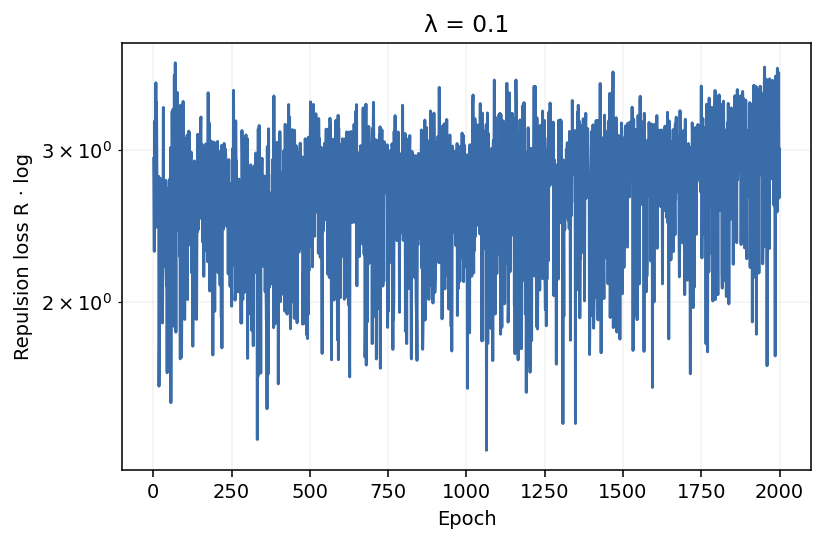 λ = 0.1
Repulsion loss R · log
3 × 10⁰
2 × 10⁰
0 250 500 750 1000 1250 1500 1750 2000
Epoch